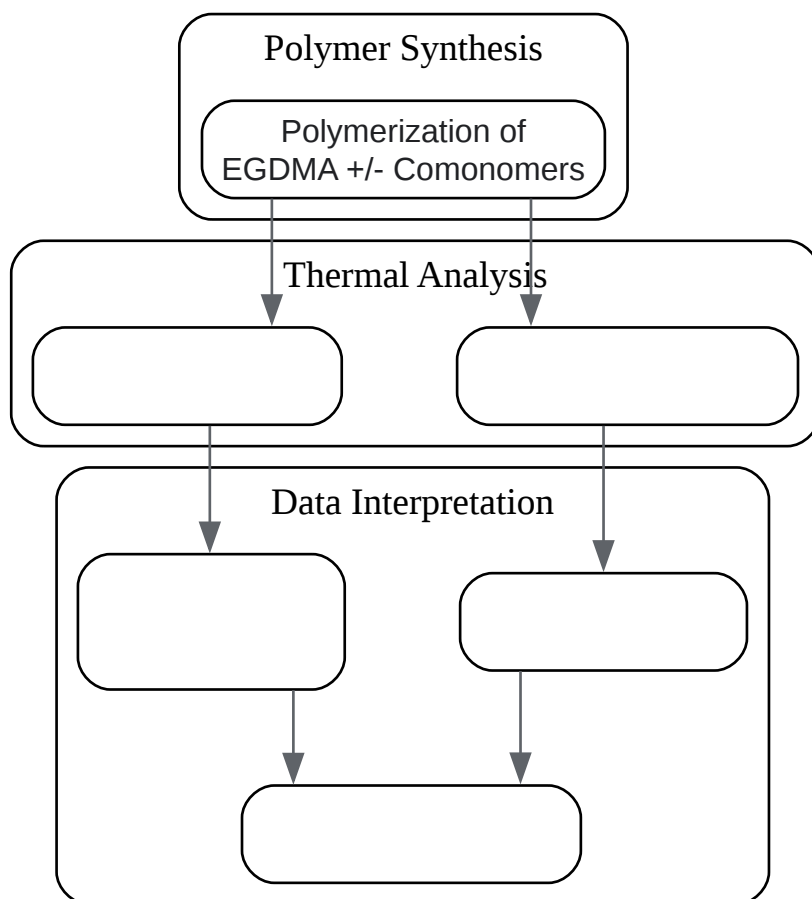 Polymer Synthesis
Polymerization of
EGDMA +/- Comonomers
Thermal Analysis
Data Interpretation